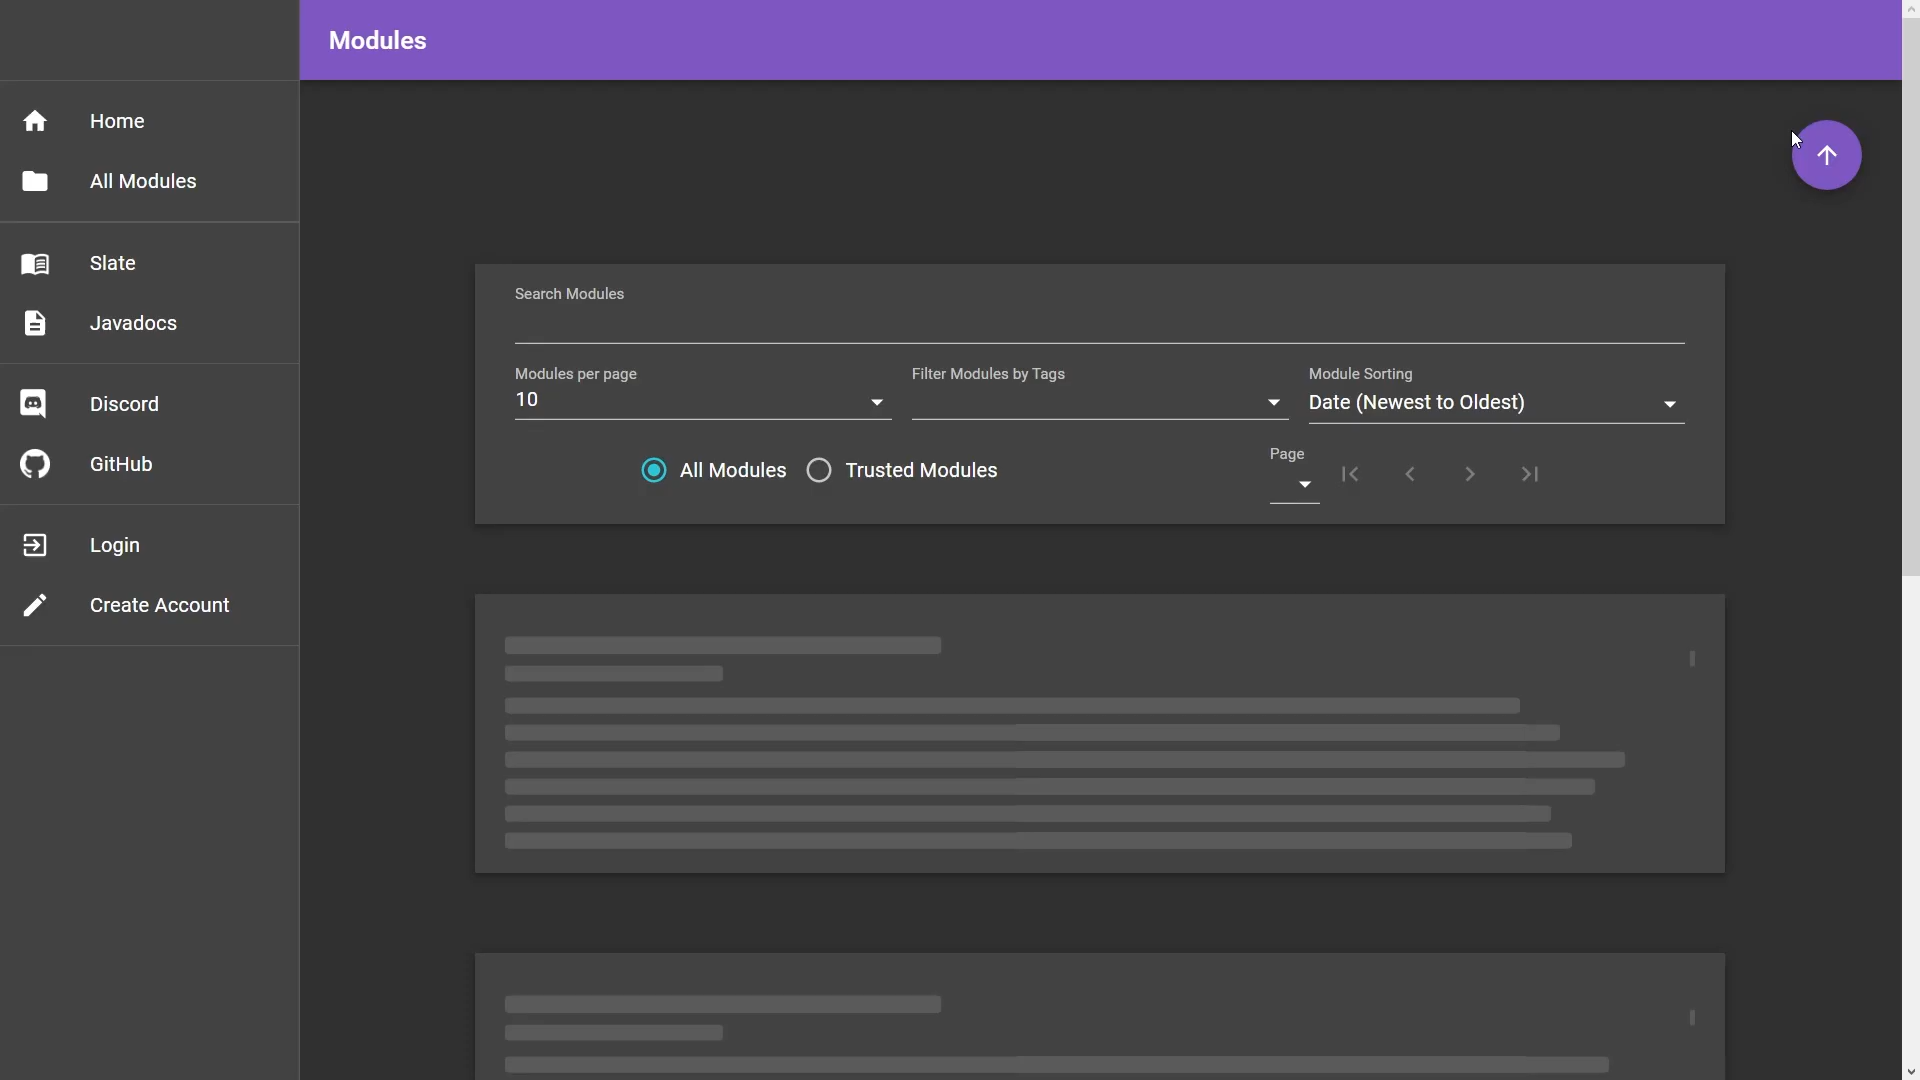 Modules
Home
All Modules
Slate
Javadocs
Discord
GitHub
Login
Create Account
Search Modules
Modules per page
10
Filter Modules by Tags
Module Sorting
Date (Newest to Oldest)
All Modules
Trusted Modules
Page